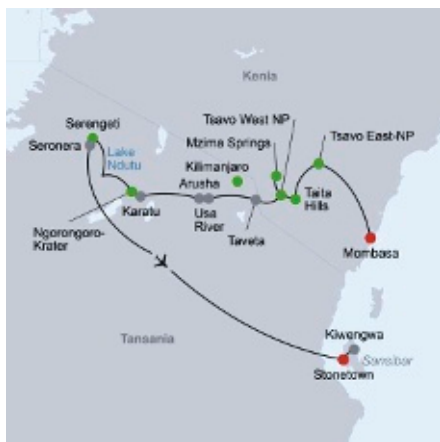 Kenia
Tsavo West NP
Serengeti
Mzima Springs
Tsavo East-NP
Seronera
Lake
Ndutu
Kilimanjaro
Arusha
Taita
Hills
Karatu
Usa
River
Ngorongoro-
Krater
Taveta
Mombasa
Tansania
Kiwengwa
Sansibar
Stonetown